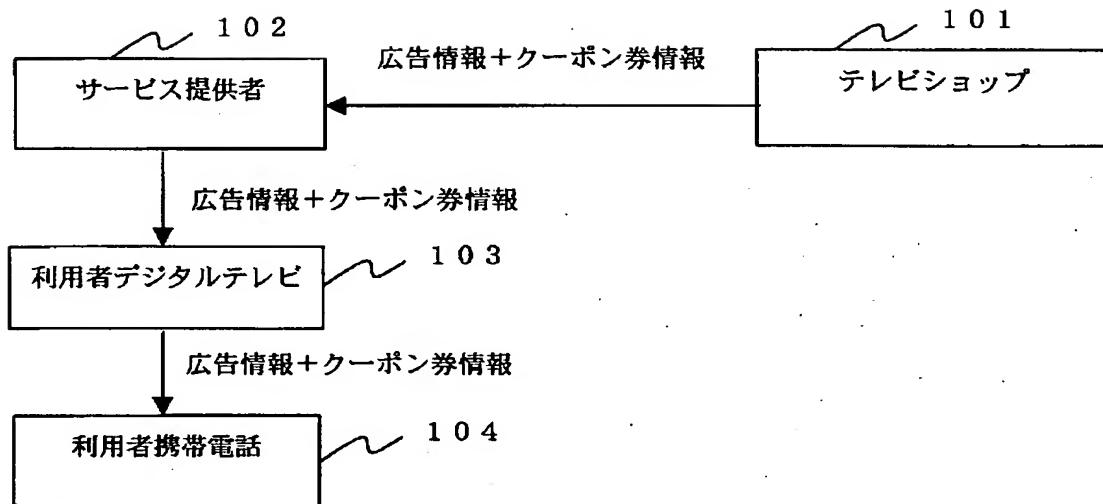 １０２
１０１
広告情報＋クーポン券情報
サービス提供者
テレビショップ
広告情報＋クーポン券情報
１０３
利用者デジタルテレビ
広告情報＋クーポン券情報
１０４
利用者携帯電話